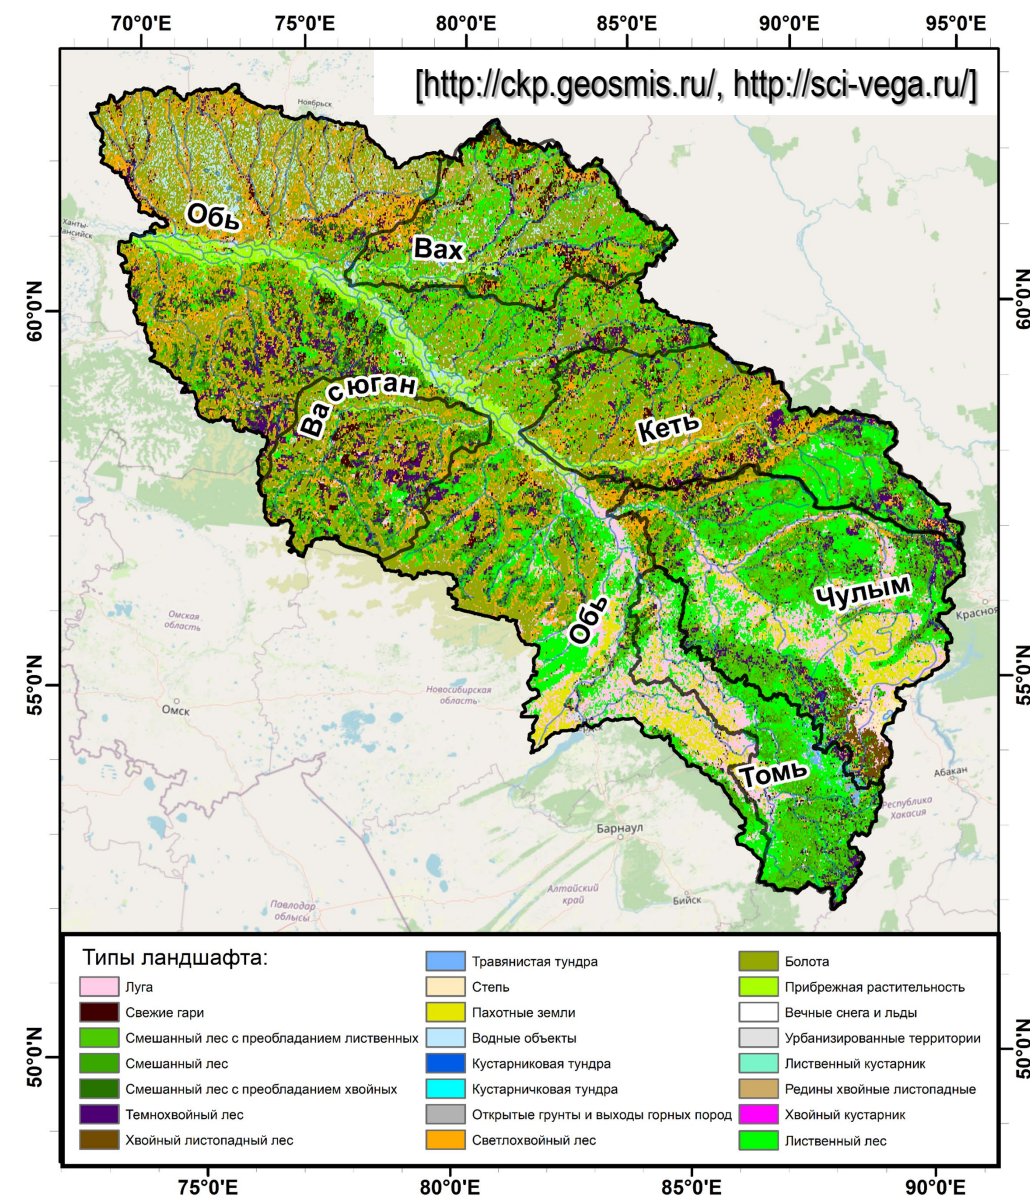 70°0'E 75°0'E 80°0'E 85°0'E 90°0'E 95°0'E
[http://ckp.geosmis.ru/, http://sci-vega.ru/]
Ноябрьск
Обь
Ханты-
Вах
60°0'N
60°0'N
Васюган
Кеть
Чулым
Обь
Красноя
Омская
область
55°0'N
55°0'N
Новосибирская
область
Омск
Томь
Абакан
Республика
Хакасия
Барнаул
Алтайский
край
Бийск
Павлодар
облысы
Типы ландшафта:
Луга
Свежие гари
Смешанный лес с преобладанием лиственных
Смешанный лес
Смешанный лес с преобладанием хвойных
Темнохвойный лес
Хвойный листопадный лес
Травянистая тундра
Степь
Пахотные земли
Водные объекты
Кустарниковая тундра
Кустарничковая тундра
Открытые грунты и выходы горных пород
Светлохвойный лес
Болота
Прибрежная растительность
Вечные снега и льды
Урбанизированные территории
Лиственный кустарник
Редины хвойные листопадные
Хвойный кустарник
Лиственный лес
50°0'N
50°0'N
75°0'E 80°0'E 85°0'E 90°0'E